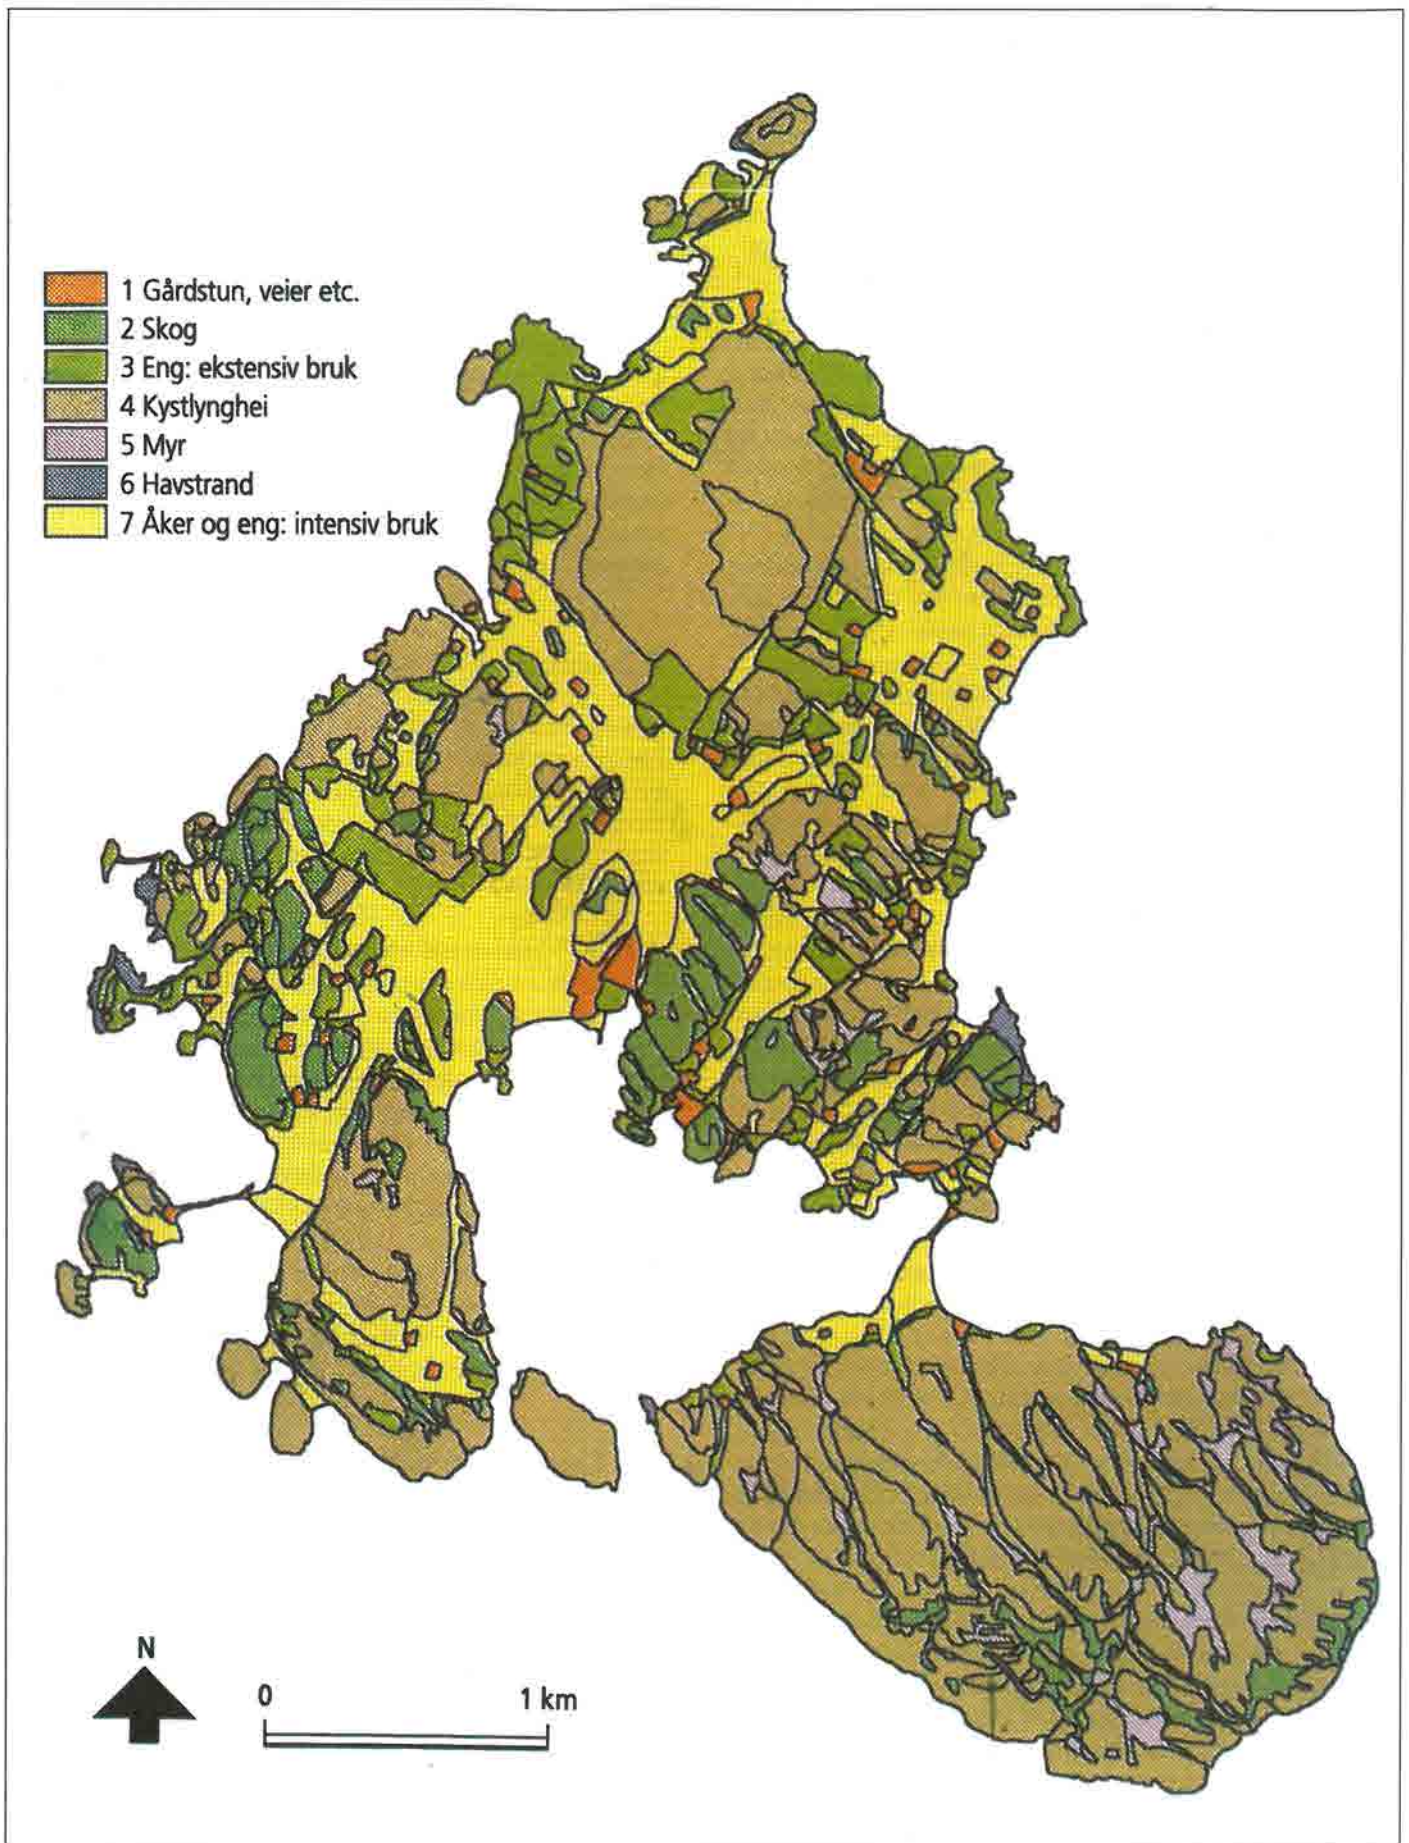 1 Gårdstun, veier etc.
2 Skog
3 Eng: ekstensiv bruk
4 Kystlynghei
5 Myr
6 Havstrand
7 Åker og eng: intensiv bruk
N
0 1 km